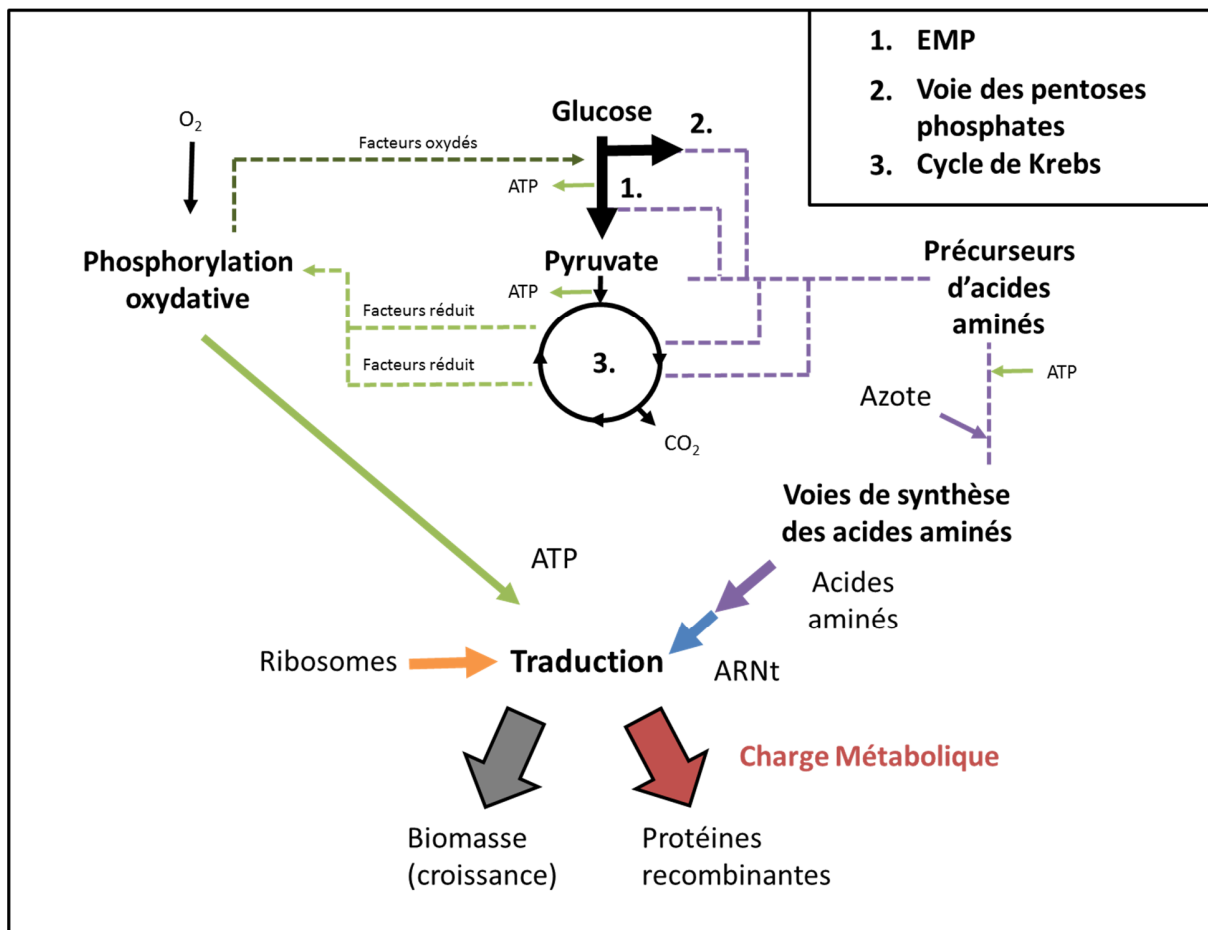 1. EMP
2. Voie des pentoses
phosphates
3. Cycle de Krebs
Glucose
2.
O2
Facteurs oxydés
ATP
1.
Phosphorylation
oxydative
Pyruvate
Précurseurs
d'acides
aminés
ATP
Facteurs réduit
Facteurs réduit
3.
ATP
Azote
CO2
Voies de synthèse
des acides aminés
ATP
Acides
aminés
Ribosomes
Traduction
ARNt
Charge Métabolique
Biomasse
(croissance)
Protéines
recombinantes